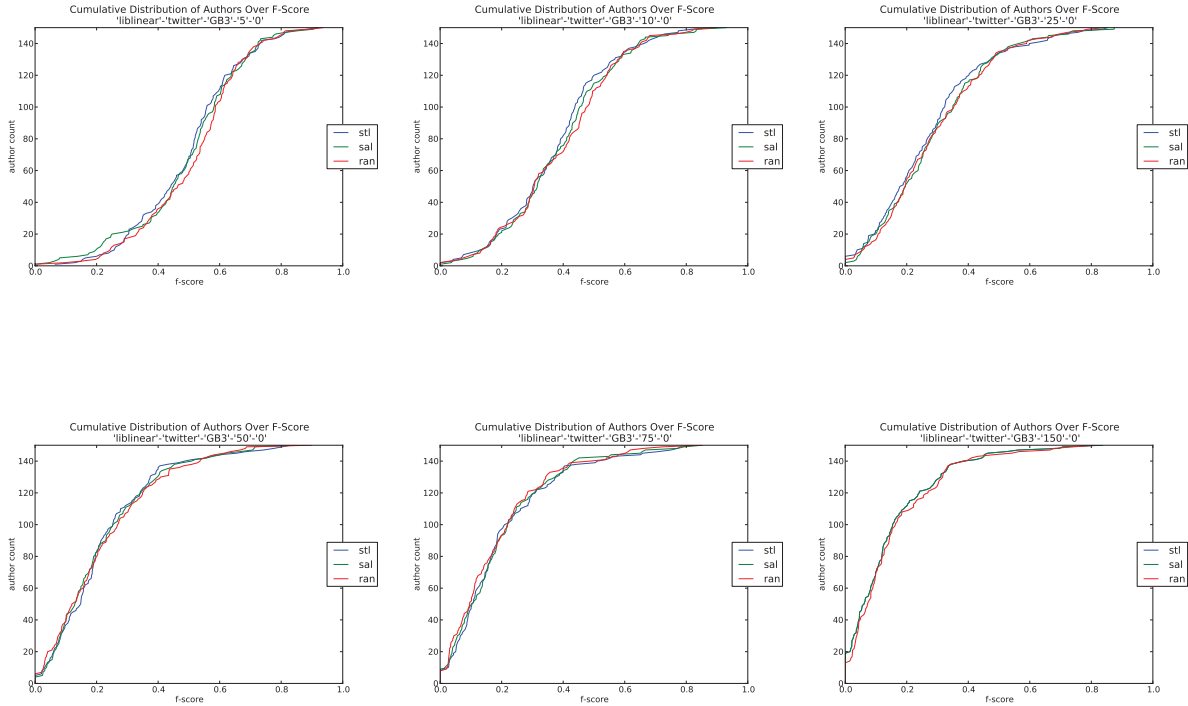 Cumulative Distribution of Authors Over F-Score
'liblinear'-'twitter'-'GB3'-'5'-'0'
140
120
100
80
60
40
20
0
0.0 0.2 0.4 0.6 0.8 1.0
f-score
author count
stl
sal
ran
Cumulative Distribution of Authors Over F-Score
'liblinear'-'twitter'-'GB3'-'10'-'0'
140
120
100
80
60
40
20
0
0.0 0.2 0.4 0.6 0.8 1.0
f-score
author count
stl
sal
ran
Cumulative Distribution of Authors Over F-Score
'liblinear'-'twitter'-'GB3'-'25'-'0'
140
120
100
80
60
40
20
0
0.0 0.2 0.4 0.6 0.8 1.0
f-score
author count
stl
sal
ran
Cumulative Distribution of Authors Over F-Score
'liblinear'-'twitter'-'GB3'-'50'-'0'
140
120
100
80
60
40
20
0
0.0 0.2 0.4 0.6 0.8 1.0
f-score
author count
stl
sal
ran
Cumulative Distribution of Authors Over F-Score
'liblinear'-'twitter'-'GB3'-'75'-'0'
140
120
100
80
60
40
20
0
0.0 0.2 0.4 0.6 0.8 1.0
f-score
author count
stl
sal
ran
Cumulative Distribution of Authors Over F-Score
'liblinear'-'twitter'-'GB3'-'150'-'0'
140
120
100
80
60
40
20
0
0.0 0.2 0.4 0.6 0.8 1.0
f-score
author count
stl
sal
ran